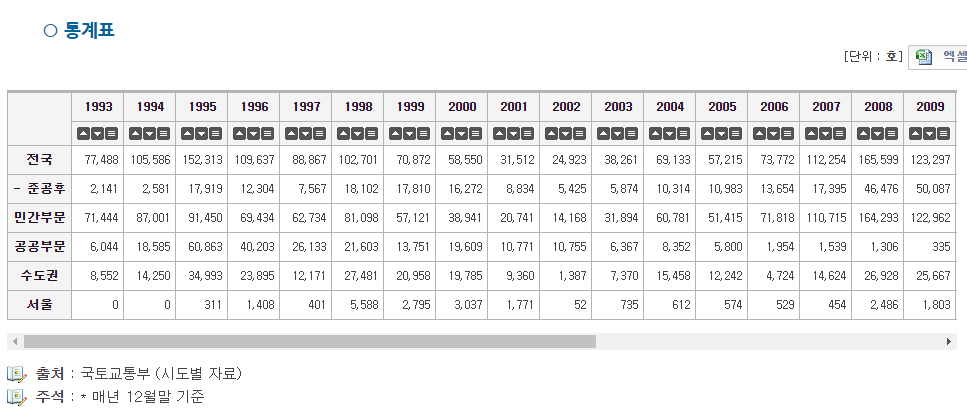 ○ 통계표
[단위 : 호] 엑셀
1993 1994 1995 1996 1997 1998 1999 2000 2001 2002 2003 2004 2005 2006 2007 2008 2009
전국 77,488 105,586 152,313 109,637 88,867 102,701 70,872 58,550 31,512 24,923 38,261 69,133 57,215 73,772 112,254 165,599 123,297
- 준공후 2,141 2,581 17,919 12,304 7,567 18,102 17,810 16,272 8,834 5,425 5,874 10,314 10,983 13,654 17,395 46,476 50,087
민간부문 71,444 87,001 91,450 69,434 62,734 81,098 57,121 38,941 20,741 14,168 31,894 60,781 51,415 71,818 110,715 164,293 122,962
공공부문 6,044 18,585 60,863 40,203 26,133 21,603 13,751 19,609 10,771 10,755 6,367 8,352 5,800 1,954 1,539 1,306 335
수도권 8,552 14,250 34,993 23,895 12,171 27,481 20,958 19,785 9,360 1,387 7,370 15,458 12,242 4,724 14,624 26,928 25,667
서울 0 0 311 1,408 401 5,588 2,795 3,037 1,771 52 735 612 574 529 454 2,486 1,803
출처 : 국토교통부 (시도별 자료)
주석 : * 매년 12월말 기준